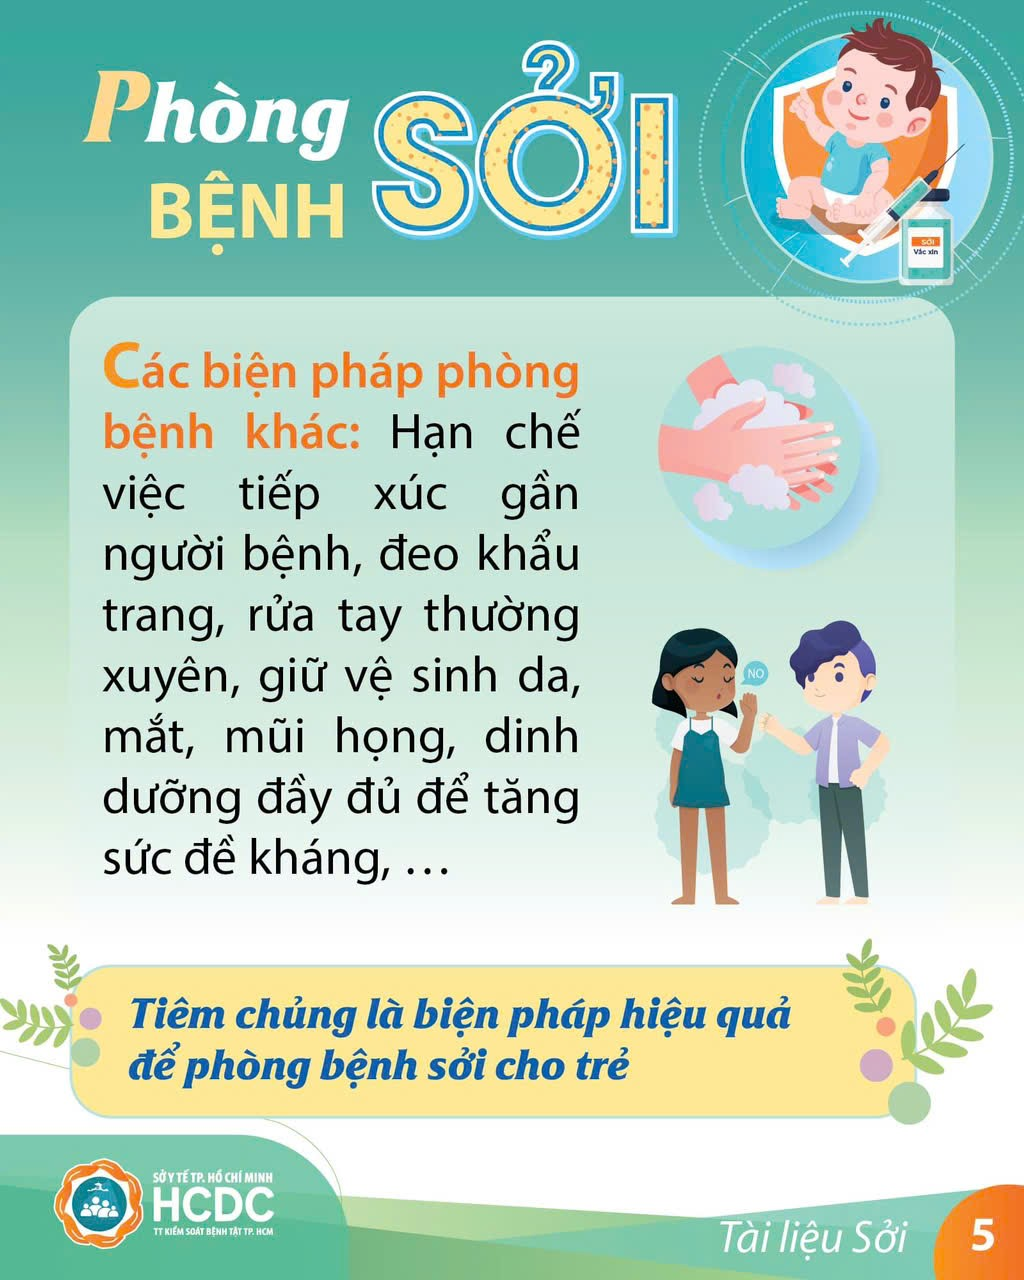 Phòng
BỆNH
SỞI
SỞI
Vắc xin
Các biện pháp phòng
bệnh khác: Hạn chế
việc tiếp xúc gần
người bệnh, đeo khẩu
trang, rửa tay thường
xuyên, giữ vệ sinh da,
mắt, mũi họng, dinh
dưỡng đầy đủ để tăng
sức đề kháng, ...
NO
Tiêm chủng là biện pháp hiệu quả
để phòng bệnh sởi cho trẻ
SỞ Y TẾ TP. HỒ CHÍ MINH
HCDC
TT KIỂM SOÁT BỆNH TẬT TP. HCM
Tài liệu Sởi
5